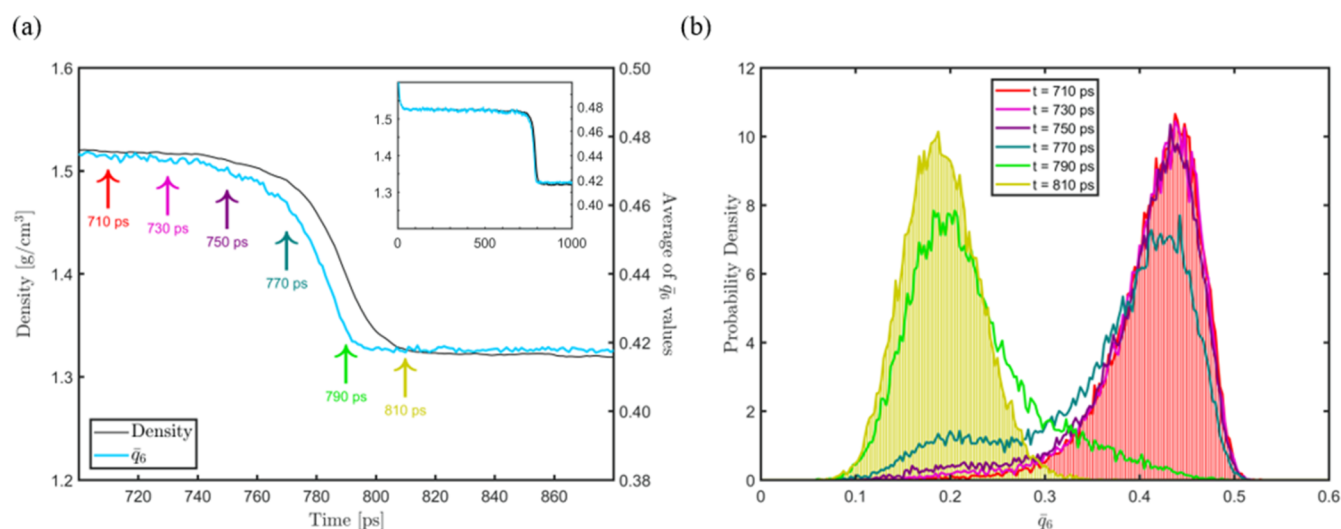 (a)
1.6
1.5
1.4
1.3
1.2
Density [g/cm³]
720 740 760 780 800 820 840 860
Time [ps]
0.50
0.48
0.46
0.44
0.42
0.40
0.38
Average of q̄₆ values
710 ps
730 ps
750 ps
770 ps
790 ps
810 ps
Density
q̄₆
1.5
1.4
1.3
0.48
0.46
0.44
0.42
0.40
0 500 1000
(b)
12
10
8
6
4
2
0
Probability Density
0 0.1 0.2 0.3 0.4 0.5 0.6
q̄₆
t = 710 ps
t = 730 ps
t = 750 ps
t = 770 ps
t = 790 ps
t = 810 ps